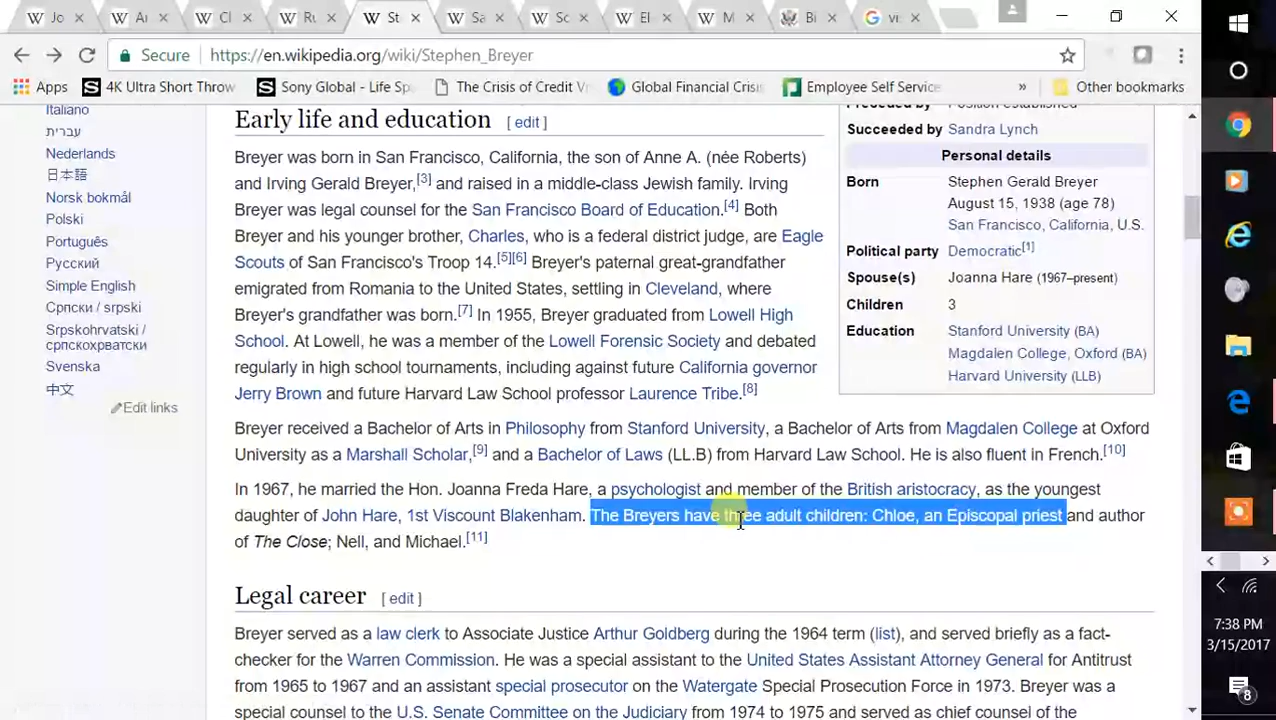 Jo
Ar
Cl
Ru
St
Sa
Sc
El
M
Bi
vi
Secure
https://en.wikipedia.org/wiki/Stephen_Breyer
Apps
4K Ultra Short Throw
Sony Global - Life Sp
The Crisis of Credit V
Global Financial Cris
Employee Self Service
»
Other bookmarks
Italiano
עברית
Nederlands
日本語
Norsk bokmål
Polski
Português
Русский
Simple English
Српски / srpski
Srpskohrvatski /
српскохрватски
Svenska
中文
Edit links
Early life and education [ edit ]
Breyer was born in San Francisco, California, the son of Anne A. (née Roberts)
and Irving Gerald Breyer,[3] and raised in a middle-class Jewish family. Irving
Breyer was legal counsel for the San Francisco Board of Education.[4] Both
Breyer and his younger brother, Charles, who is a federal district judge, are Eagle
Scouts of San Francisco's Troop 14.[5][6] Breyer's paternal great-grandfather
emigrated from Romania to the United States, settling in Cleveland, where
Breyer's grandfather was born.[7] In 1955, Breyer graduated from Lowell High
School. At Lowell, he was a member of the Lowell Forensic Society and debated
regularly in high school tournaments, including against future California governor
Jerry Brown and future Harvard Law School professor Laurence Tribe.[8]
Breyer received a Bachelor of Arts in Philosophy from Stanford University, a Bachelor of Arts from Magdalen College at Oxford
University as a Marshall Scholar,[9] and a Bachelor of Laws (LL.B) from Harvard Law School. He is also fluent in French.[10]
In 1967, he married the Hon. Joanna Freda Hare, a psychologist and member of the British aristocracy, as the youngest
daughter of John Hare, 1st Viscount Blakenham. The Breyers have three adult children: Chloe, an Episcopal priest and author
of The Close; Nell, and Michael.[11]
Legal career [ edit ]
Breyer served as a law clerk to Associate Justice Arthur Goldberg during the 1964 term (list), and served briefly as a fact-
checker for the Warren Commission. He was a special assistant to the United States Assistant Attorney General for Antitrust
from 1965 to 1967 and an assistant special prosecutor on the Watergate Special Prosecution Force in 1973. Breyer was a
special counsel to the U.S. Senate Committee on the Judiciary from 1974 to 1975 and served as chief counsel of the
Preceded by Position established
Succeeded by Sandra Lynch
Personal details
Born Stephen Gerald Breyer
August 15, 1938 (age 78)
San Francisco, California, U.S.
Political party Democratic[1]
Spouse(s) Joanna Hare (1967–present)
Children 3
Education Stanford University (BA)
Magdalen College, Oxford (BA)
Harvard University (LLB)
7:38 PM
3/15/2017
8